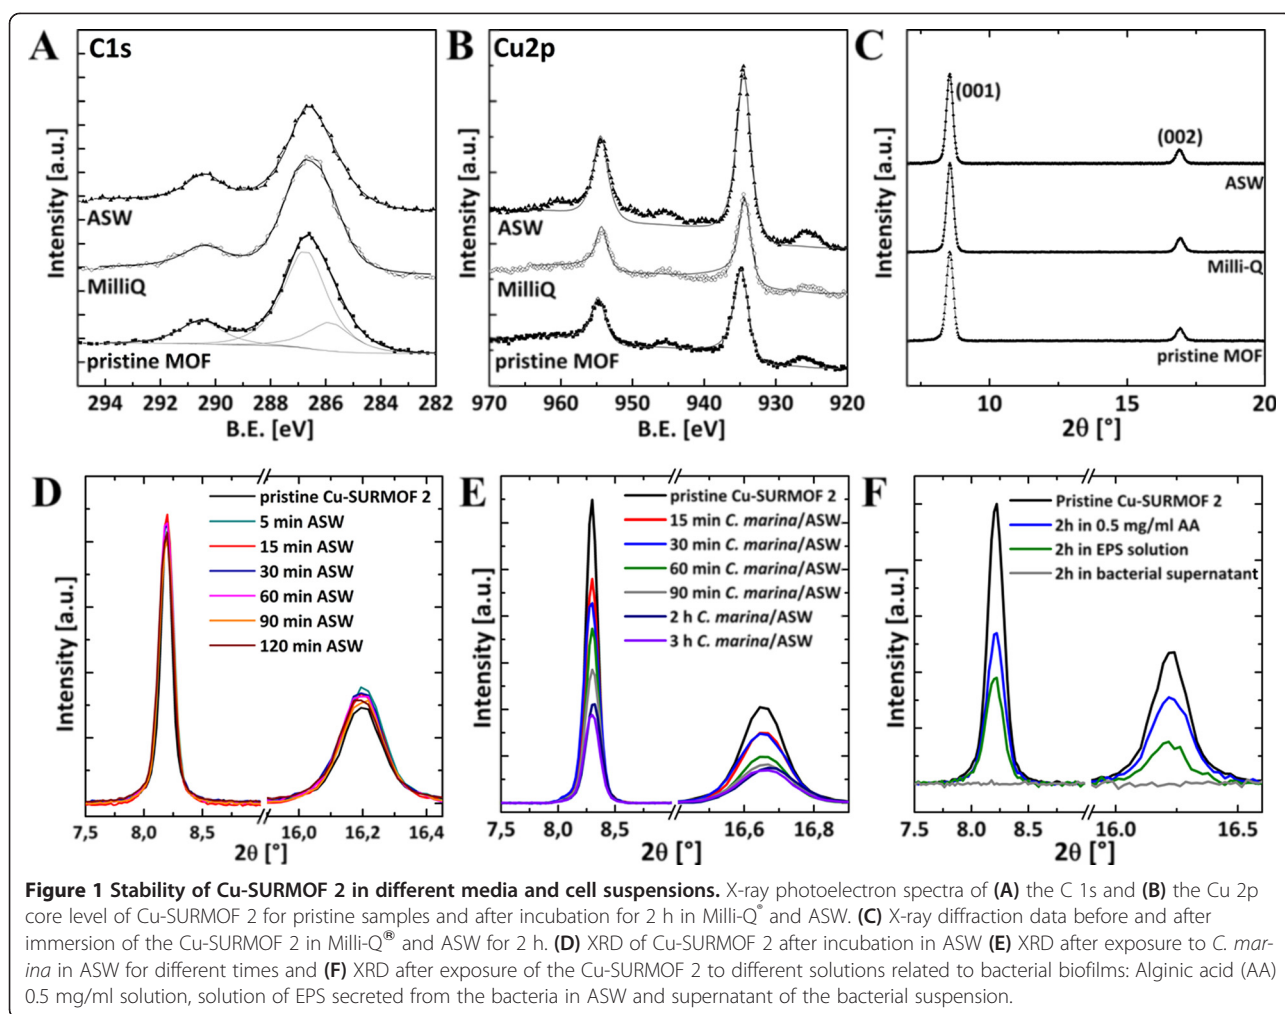 A C1s
Intensity [a.u.]
ASW
MilliQ
pristine MOF
294 292 290 288 286 284 282
B.E. [eV]
B Cu2p
Intensity [a.u.]
ASW
MilliQ
pristine MOF
970 960 950 940 930 920
B.E. [eV]
C
Intensity [a.u.]
(001)
(002)
ASW
Milli-Q
pristine MOF
10 15 20
2θ [°]
D
Intensity [a.u.]
pristine Cu-SURMOF 2
5 min ASW
15 min ASW
30 min ASW
60 min ASW
90 min ASW
120 min ASW
7,5 8,0 8,5 16,0 16,2 16,4
2θ [°]
E
Intensity [a.u.]
pristine Cu-SURMOF 2
15 min C. marina/ASW
30 min C. marina/ASW
60 min C. marina/ASW
90 min C. marina/ASW
2 h C. marina/ASW
3 h C. marina/ASW
7,5 8,0 8,5 16,6 16,8
2θ [°]
F
Intensity [a.u.]
Pristine Cu-SURMOF 2
2h in 0.5 mg/ml AA
2h in EPS solution
2h in bacterial supernatant
7.5 8.0 8.5 16.0 16.5
2θ [°]
Figure 1 Stability of Cu-SURMOF 2 in different media and cell suspensions. X-ray photoelectron spectra of (A) the C 1s and (B) the Cu 2p
core level of Cu-SURMOF 2 for pristine samples and after incubation for 2 h in Milli-Q® and ASW. (C) X-ray diffraction data before and after
immersion of the Cu-SURMOF 2 in Milli-Q® and ASW for 2 h. (D) XRD of Cu-SURMOF 2 after incubation in ASW (E) XRD after exposure to C. mar-
ina in ASW for different times and (F) XRD after exposure of the Cu-SURMOF 2 to different solutions related to bacterial biofilms: Alginic acid (AA)
0.5 mg/ml solution, solution of EPS secreted from the bacteria in ASW and supernatant of the bacterial suspension.